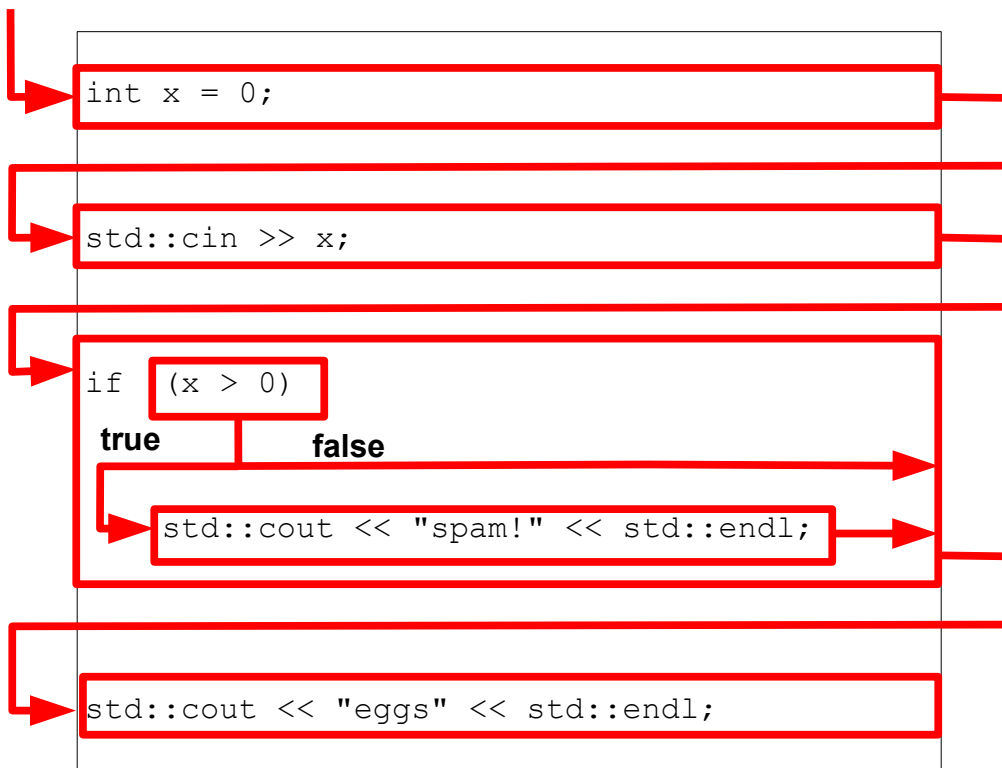 int x = 0;
std::cin >> x;
if (x > 0)
true false
std::cout << "spam!" << std::endl;
std::cout << "eggs" << std::endl;